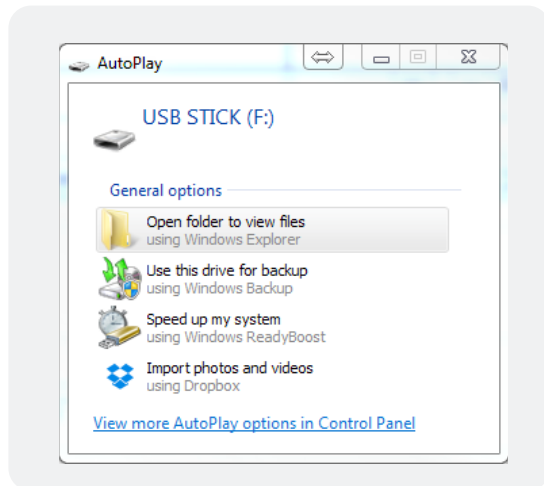 AutoPlay
USB STICK (F:)
General options
Open folder to view files
using Windows Explorer
Use this drive for backup
using Windows Backup
Speed up my system
using Windows ReadyBoost
Import photos and videos
using Dropbox
View more AutoPlay options in Control Panel